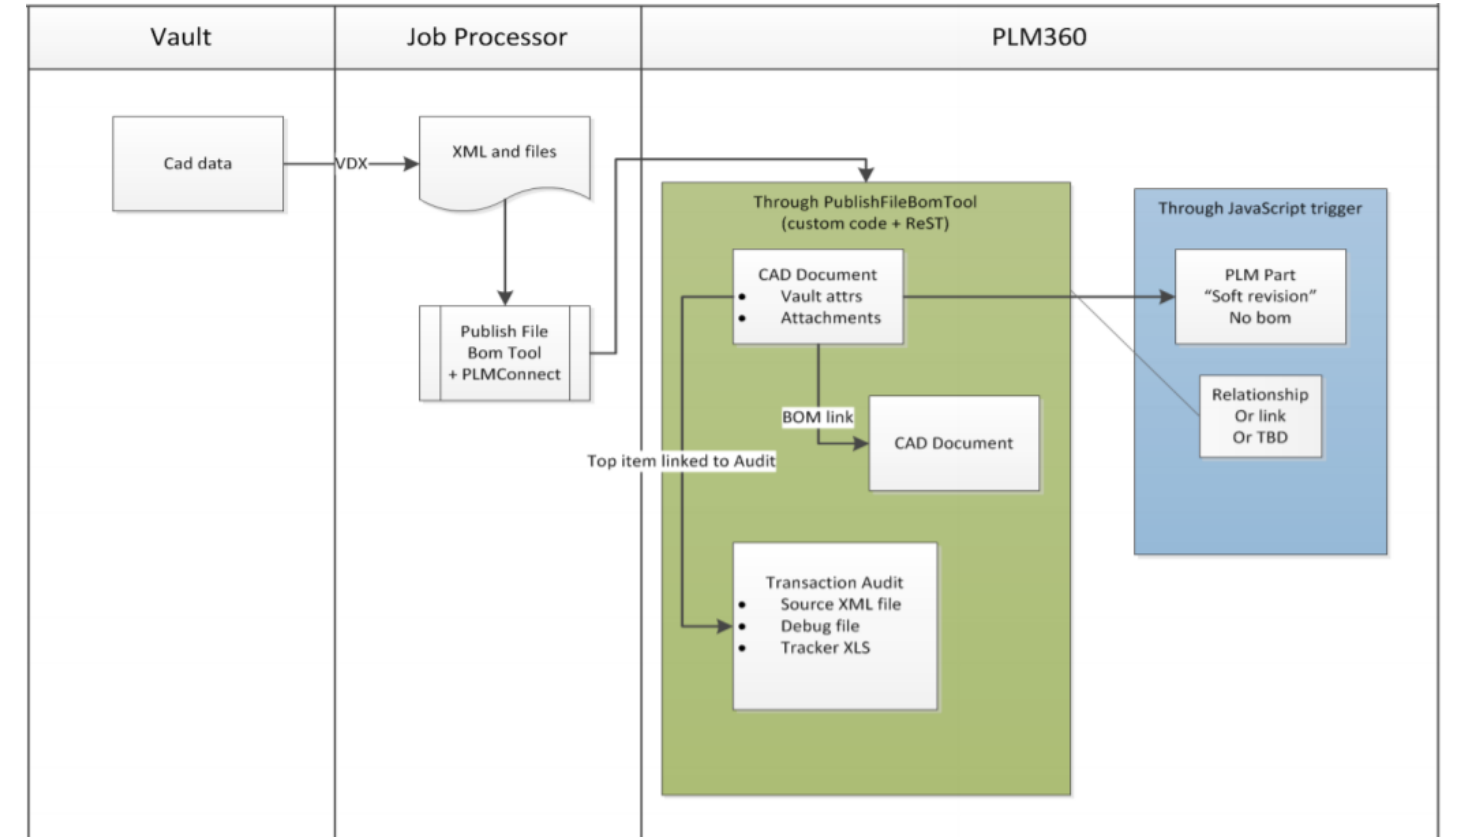 Vault
Job Processor
PLM360
Cad data
VDX
XML and files
Publish File
Bom Tool
+ PLMConnect
Through PublishFileBomTool
(custom code + ReST)
CAD Document
• Vault attrs
• Attachments
BOM link
CAD Document
Top item linked to Audit
Transaction Audit
• Source XML file
• Debug file
• Tracker XLS
Through JavaScript trigger
PLM Part
“Soft revision”
No bom
Relationship
Or link
Or TBD